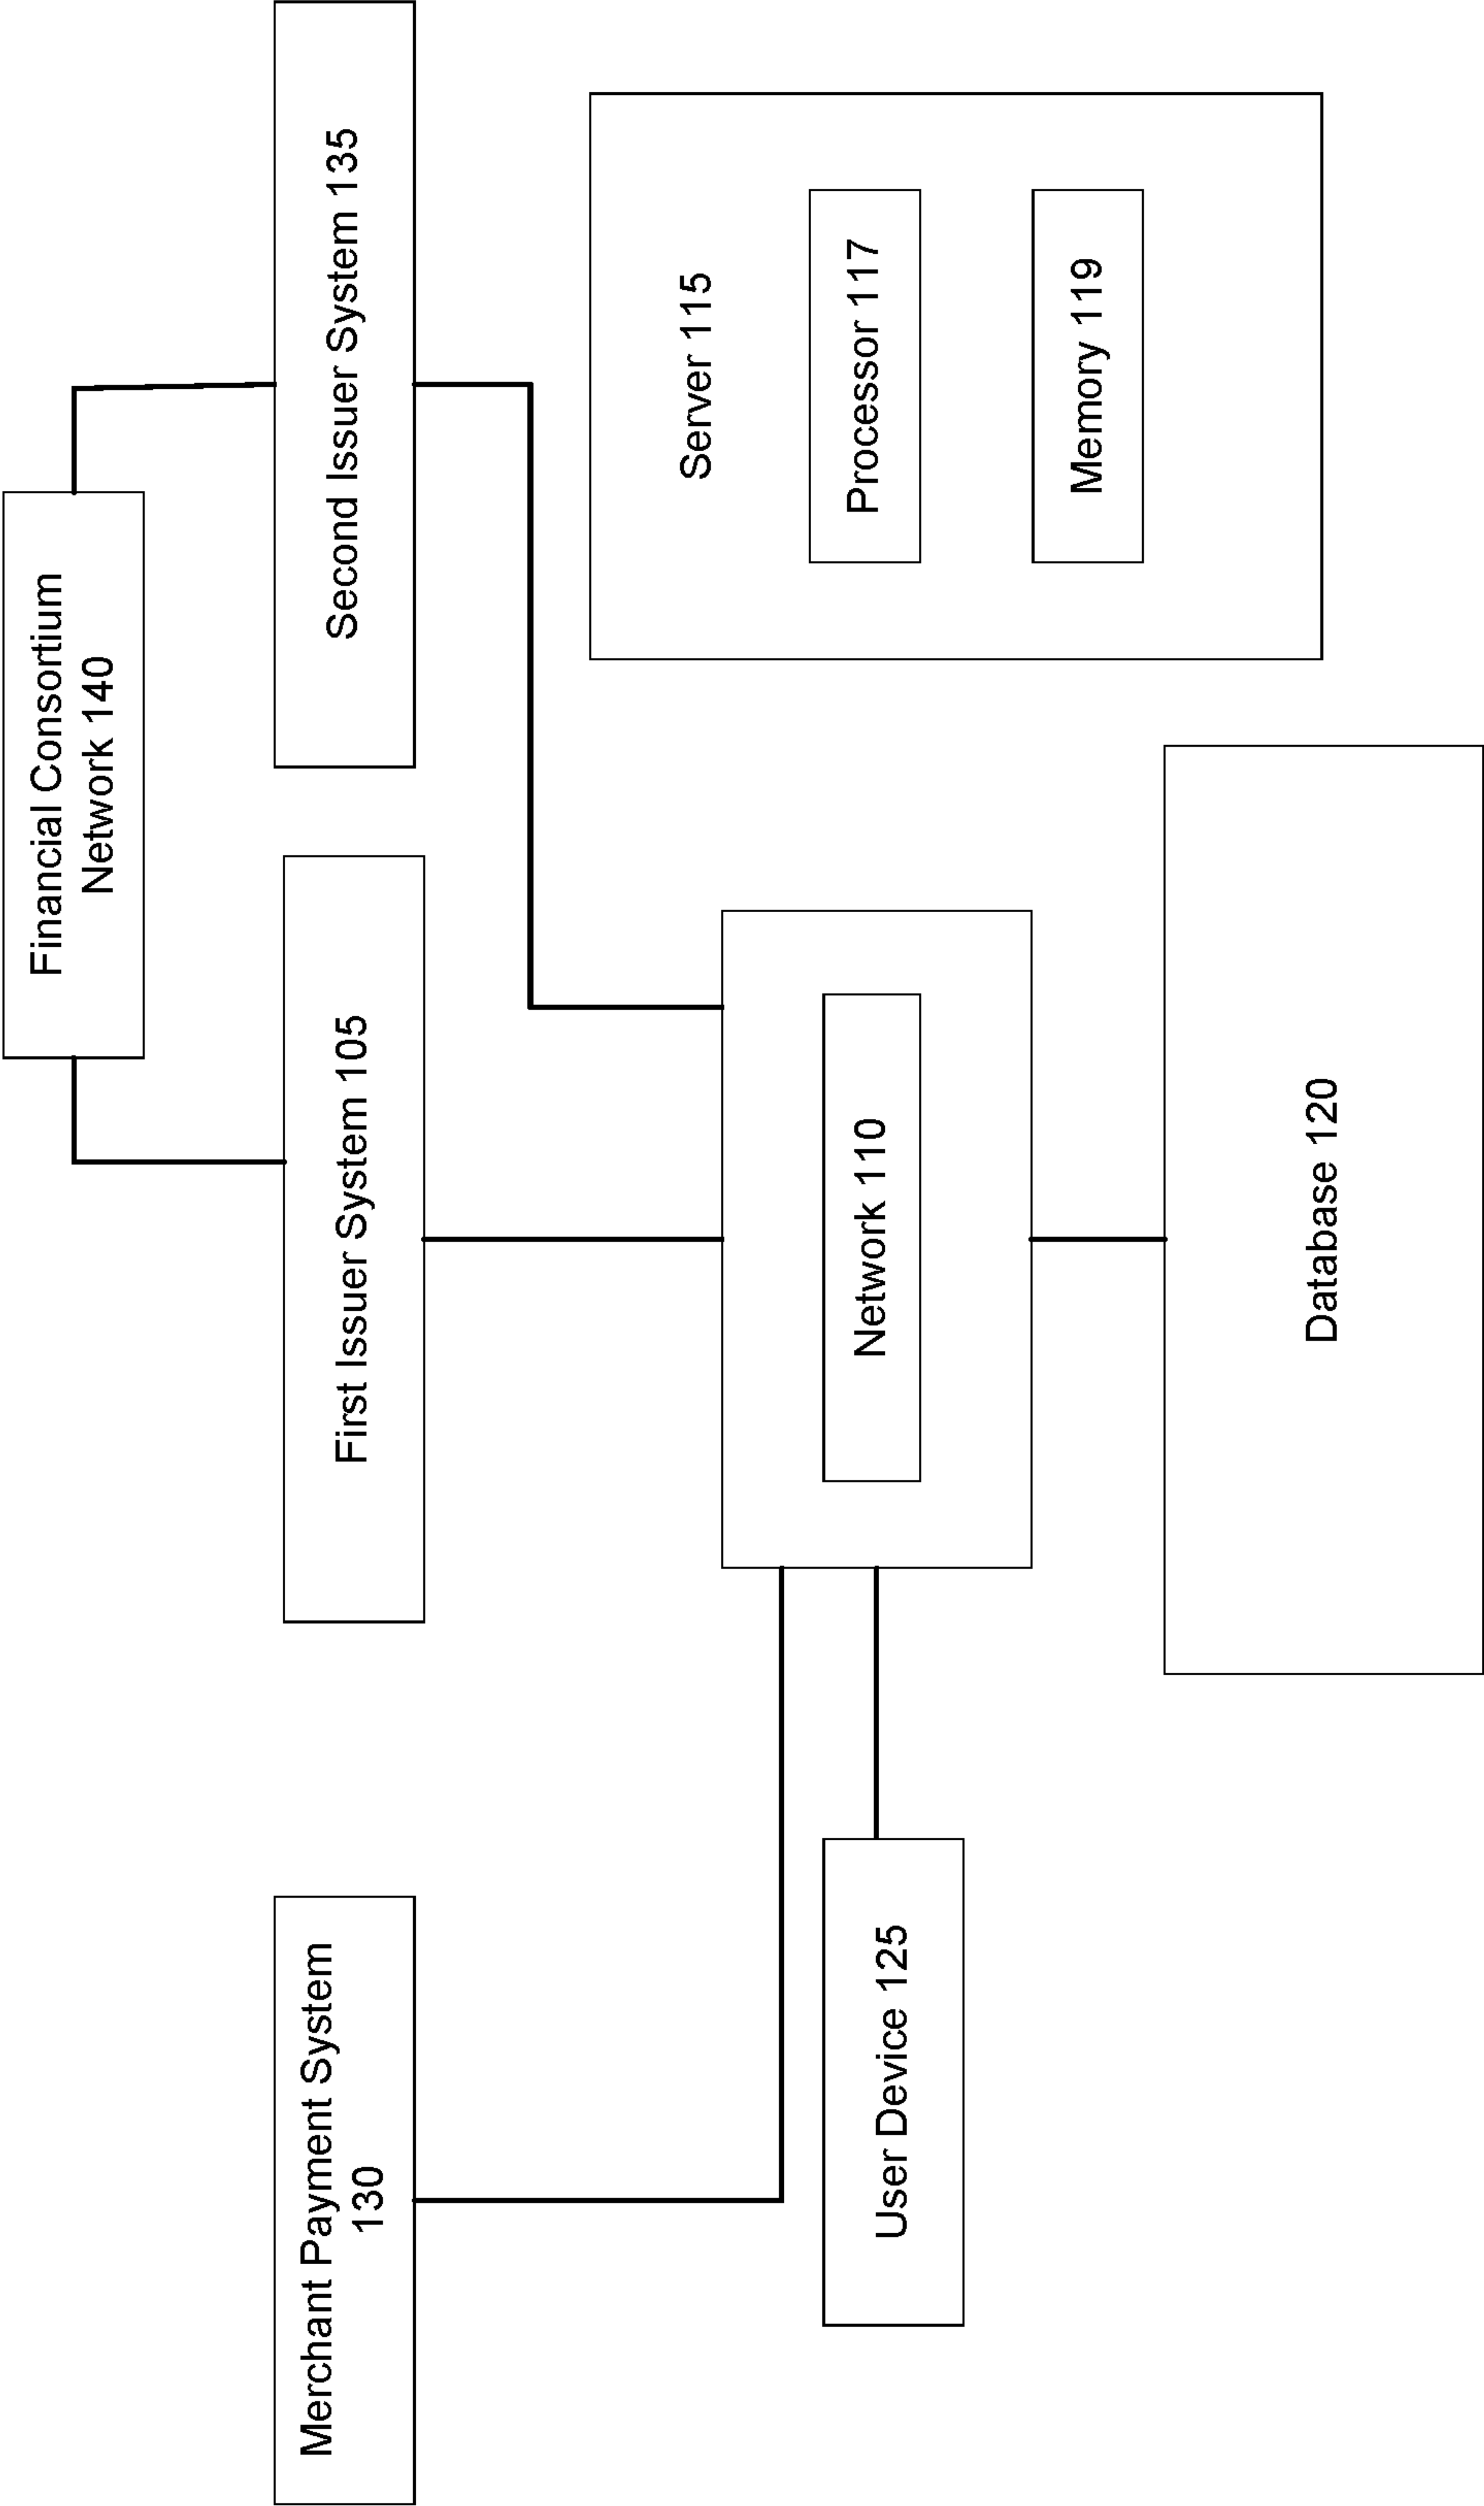 Financial Consortium
Network 140
Merchant Payment System
130
First Issuer System 105
Second Issuer System 135
Server 115
User Device 125
Network 110
Processor 117
Memory 119
Database 120